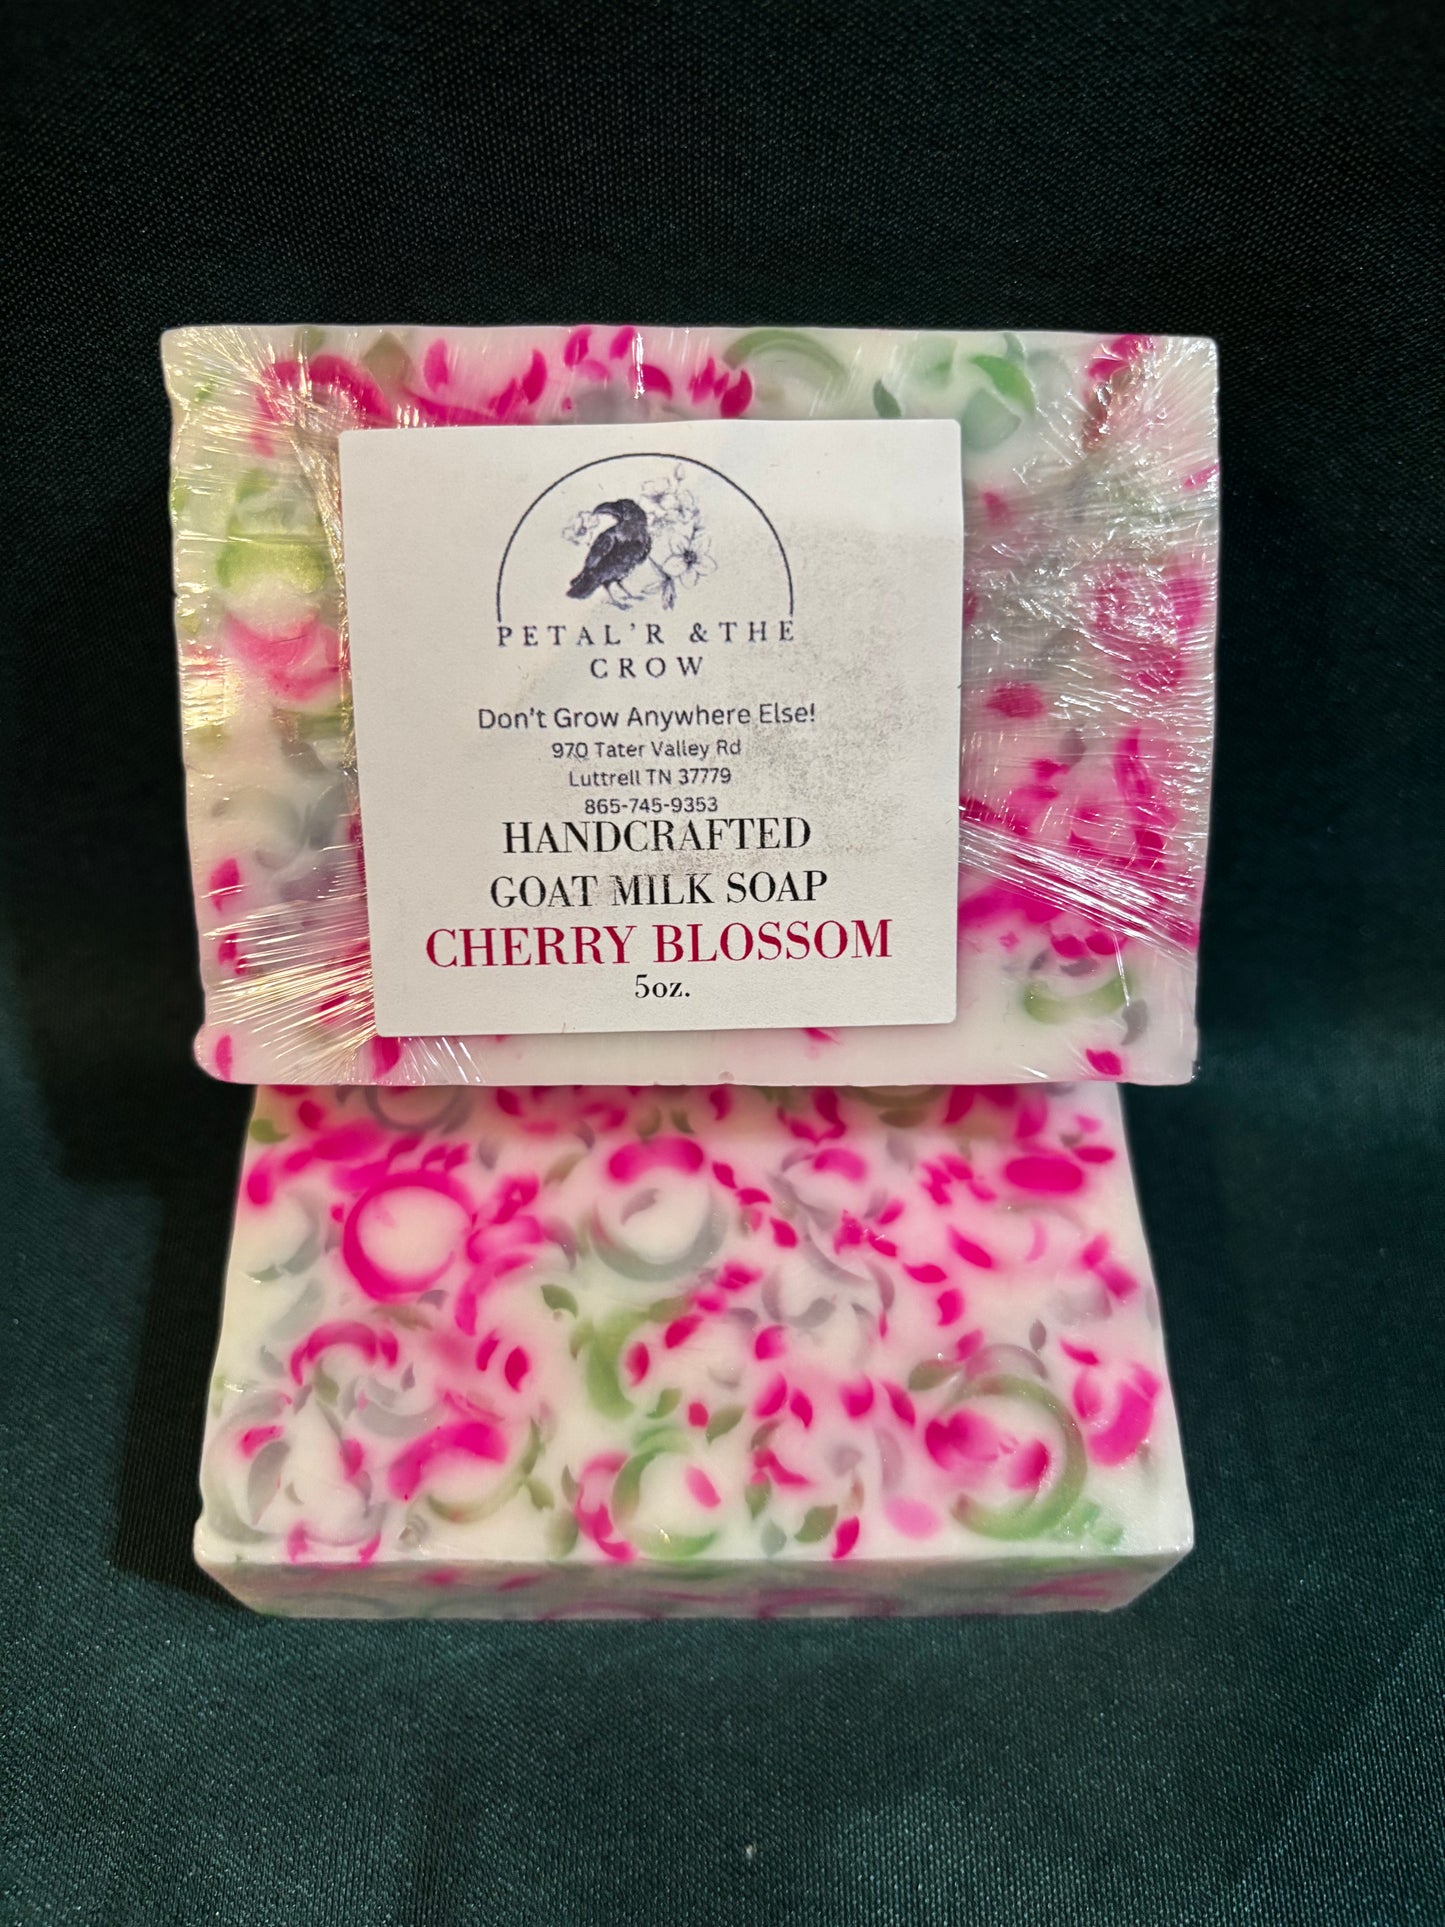 PETAL'R & THE
CROW
Don't Grow Anywhere Else!
970 Tater Valley Rd
Luttrell TN 37779
865-745-9353
HANDCRAFTED
GOAT MILK SOAP
CHERRY BLOSSOM
5oz.